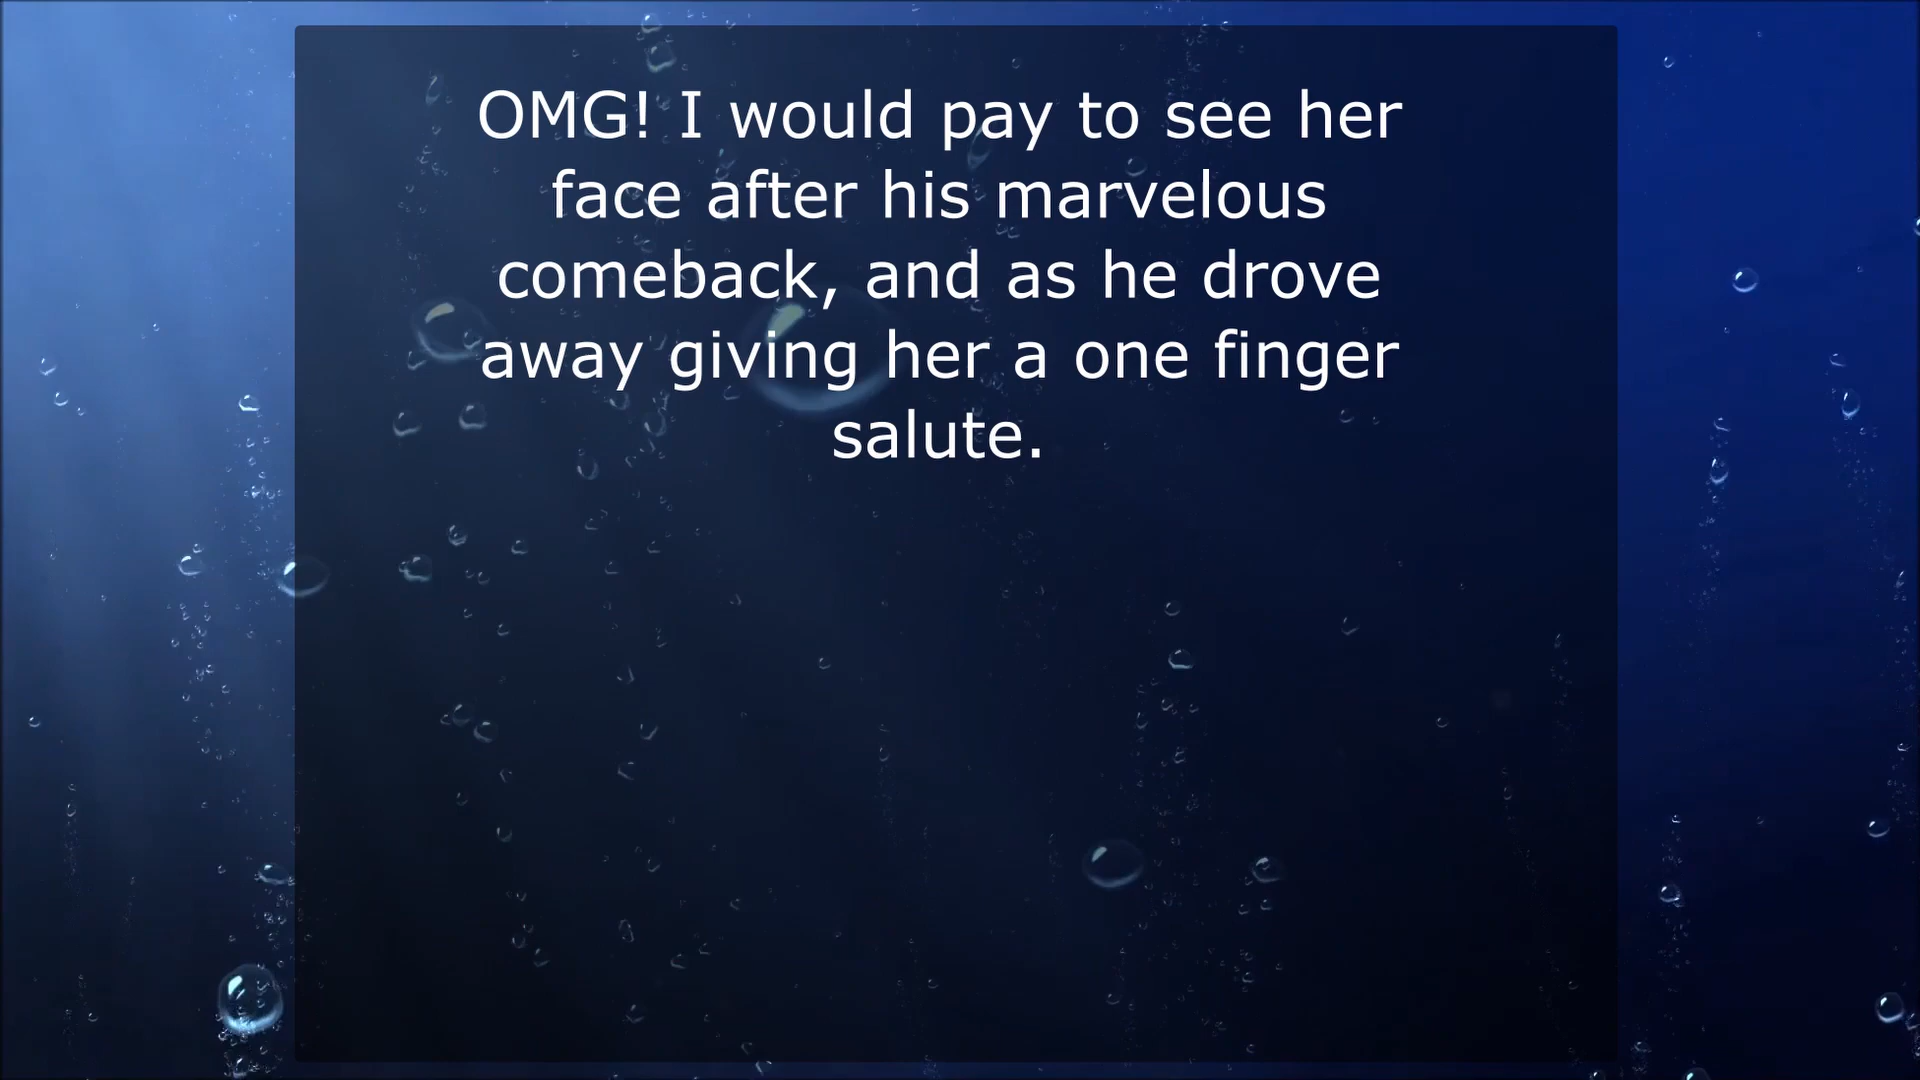 OMG! I would pay to see her
face after his marvelous
comeback, and as he drove
away giving her a one finger
salute.